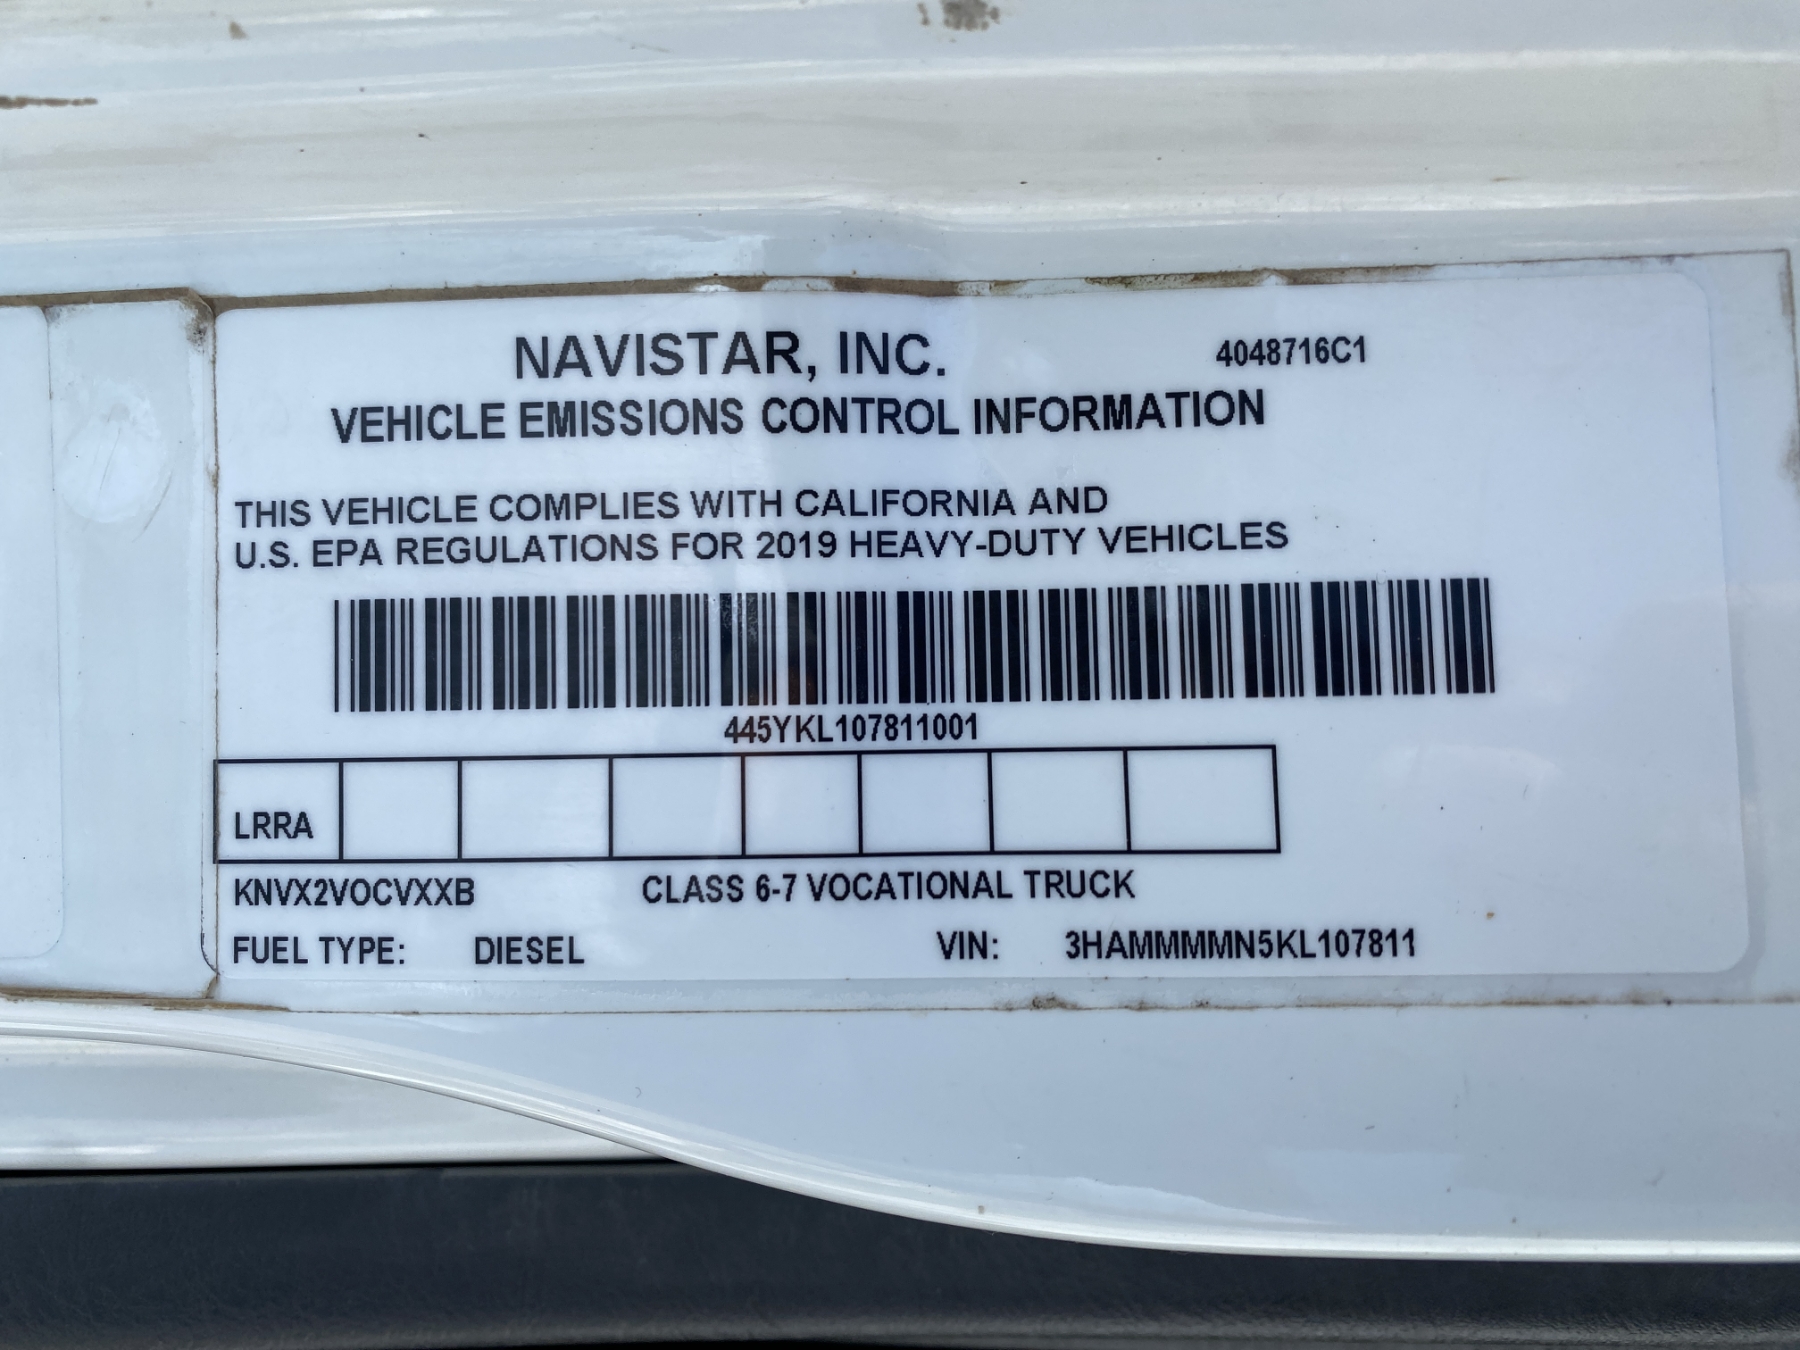 NAVISTAR, INC. 4048716C1
VEHICLE EMISSIONS CONTROL INFORMATION
THIS VEHICLE COMPLIES WITH CALIFORNIA AND
U.S. EPA REGULATIONS FOR 2019 HEAVY-DUTY VEHICLES
445YKL107811001
LRRA
KNVX2VOCVXXB CLASS 6-7 VOCATIONAL TRUCK
FUEL TYPE: DIESEL VIN: 3HAMMMMN5KL107811